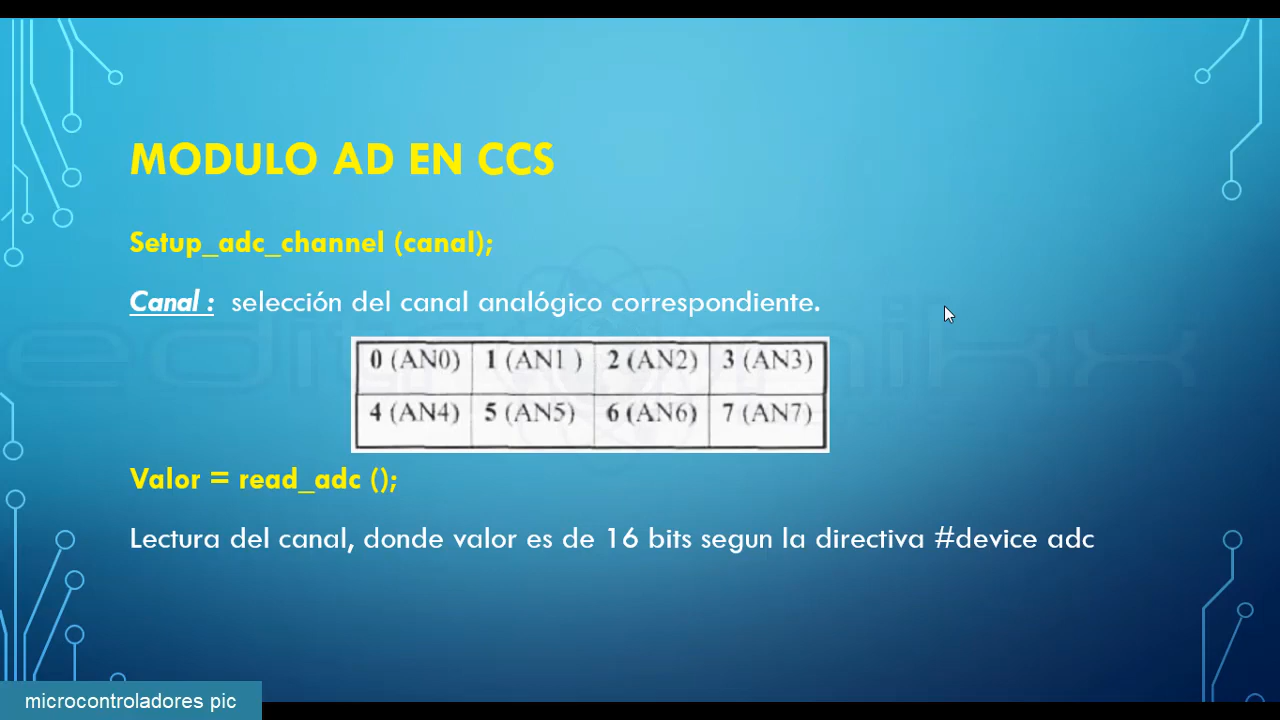 MODULO AD EN CCS
Setup_adc_channel (canal);
Canal : selección del canal analógico correspondiente.
0 (AN0) 1 (AN1 ) 2 (AN2) 3 (AN3)
4 (AN4) 5 (AN5) 6 (AN6) 7 (AN7)
Valor = read_adc ();
Lectura del canal, donde valor es de 16 bits segun la directiva #device adc
microcontroladores pic